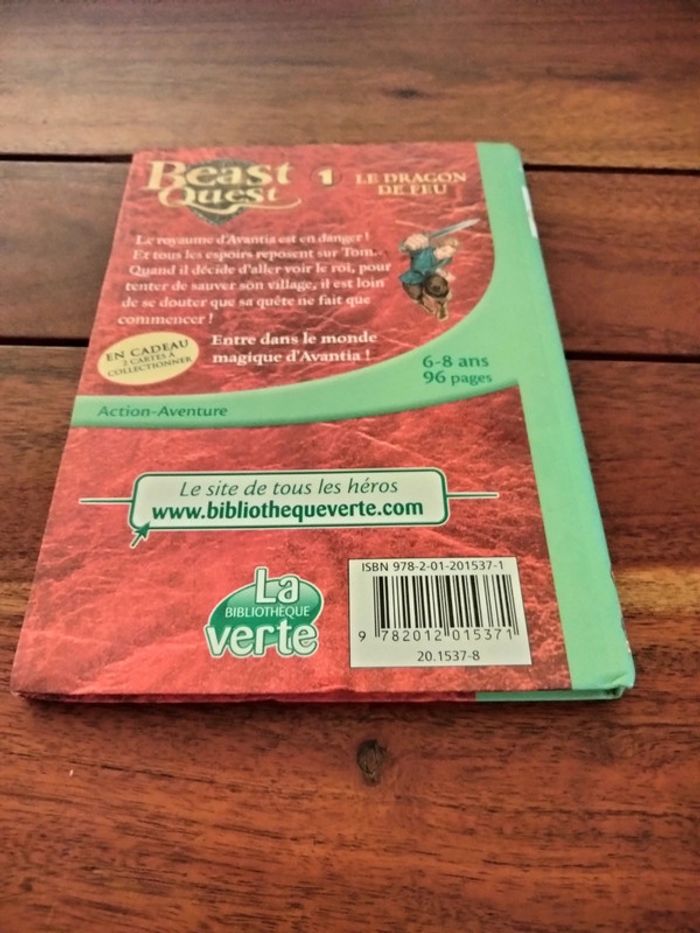 Beast
Quest
1
LE DRAGON
DE FEU
Le royaume d'Avantia est en danger !
Et tous les espoirs reposent sur Tom...
Quand il décide d'aller voir le roi, pour
tenter de sauver son village, il est loin
de se douter que sa quête ne fait que
commencer !
EN CADEAU
2 CARTES À
COLLECTIONNER
Entre dans le monde
magique d'Avantia !
6-8 ans
96 pages
Action-Aventure
Le site de tous les héros
www.bibliothequeverte.com
La
BIBLIOTHÈQUE
verte
ISBN 978-2-01-201537-1
9 782012 015371
20.1537-8